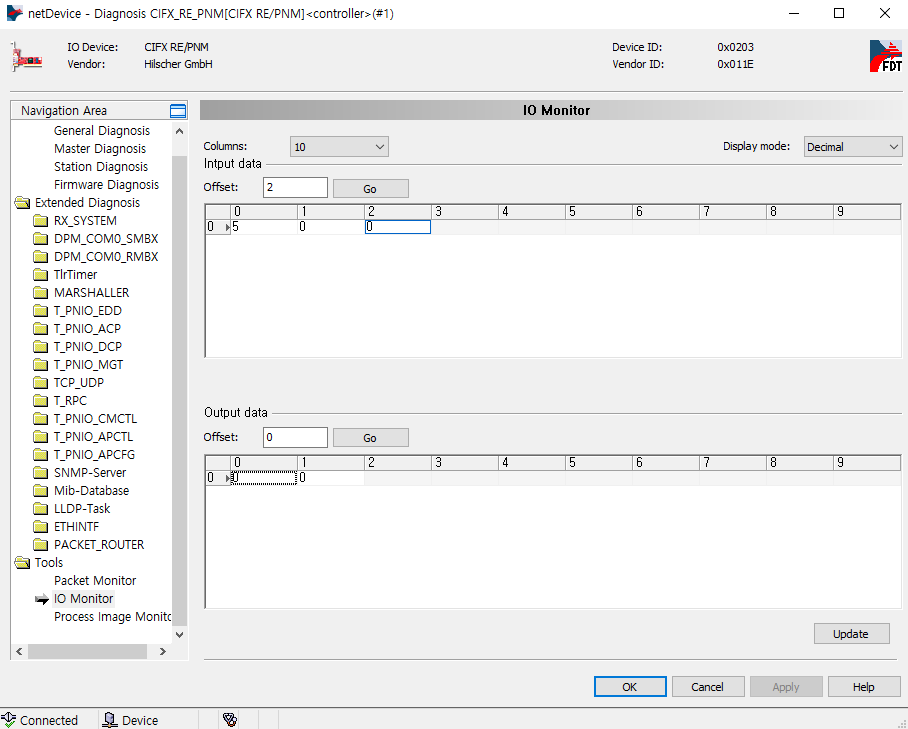 netDevice - Diagnosis CIFX_RE_PNM[CIFX RE/PNM]<controller>(#1)
IO Device: CIFX RE/PNM Device ID: 0x0203
Vendor: Hilscher GmbH Vendor ID: 0x011E
FDT
Navigation Area
General Diagnosis
Master Diagnosis
Station Diagnosis
Firmware Diagnosis
Extended Diagnosis
RX_SYSTEM
DPM_COM0_SMBX
DPM_COM0_RMBX
TlrTimer
MARSHALLER
T_PNIO_EDD
T_PNIO_ACP
T_PNIO_DCP
T_PNIO_MGT
TCP_UDP
T_RPC
T_PNIO_CMCTL
T_PNIO_APCTL
T_PNIO_APCFG
SNMP-Server
Mib-Database
LLDP-Task
ETHINTF
PACKET_ROUTER
Tools
Packet Monitor
IO Monitor
Process Image Monito
IO Monitor
Columns: 10 Display mode: Decimal
Intput data
Offset: 2 Go
0 1 2 3 4 5 6 7 8 9
0 5 0 0
Output data
Offset: 0 Go
0 1 2 3 4 5 6 7 8 9
0 0 0
Update
OK Cancel Apply Help
Connected Device